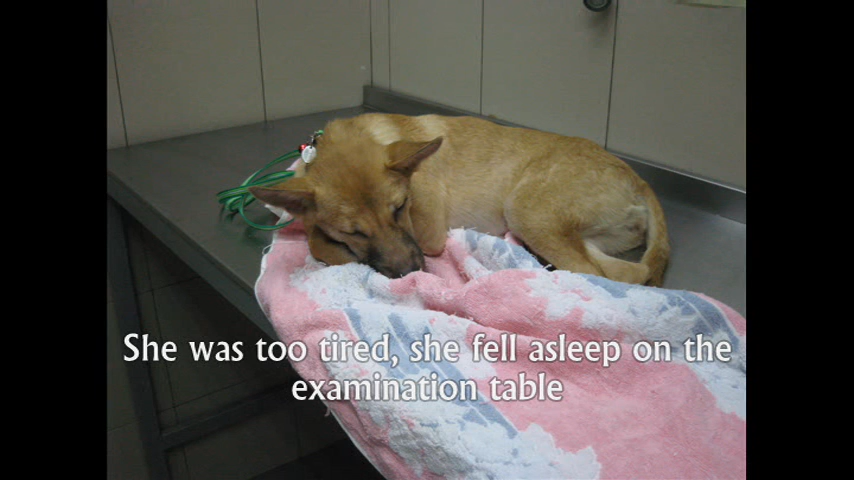 She was too tired, she fell asleep on the
examination table